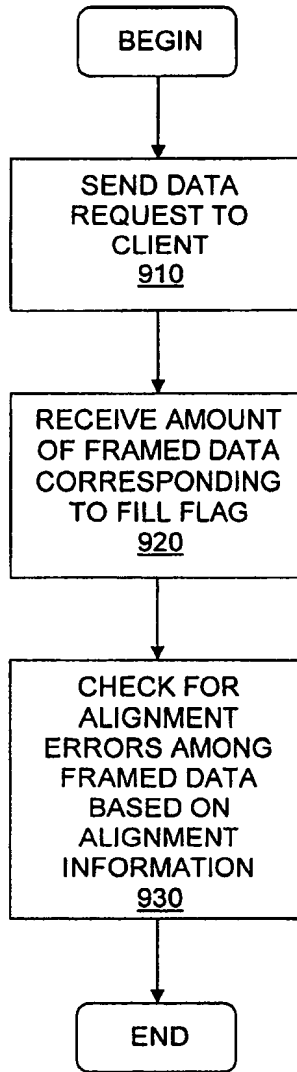 BEGIN
SEND DATA
REQUEST TO
CLIENT
910
RECEIVE AMOUNT
OF FRAMED DATA
CORRESPONDING
TO FILL FLAG
920
CHECK FOR
ALIGNMENT
ERRORS AMONG
FRAMED DATA
BASED ON
ALIGNMENT
INFORMATION
930
END